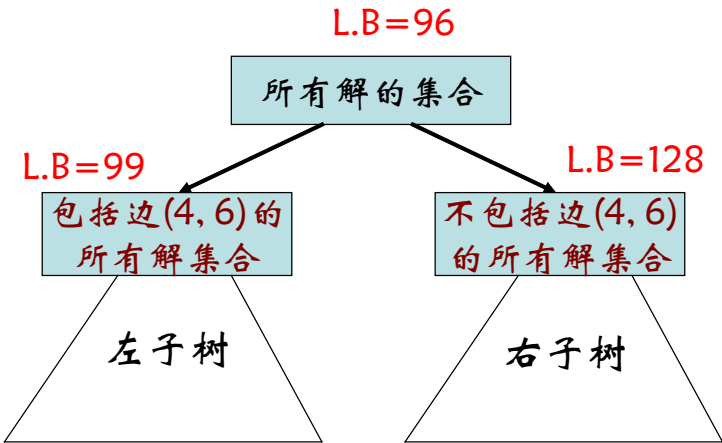 L.B=96
所有解的集合
L.B=99
L.B=128
包括边(4, 6)的
所有解集合
不包括边(4, 6)
的所有解集合
左子树
右子树